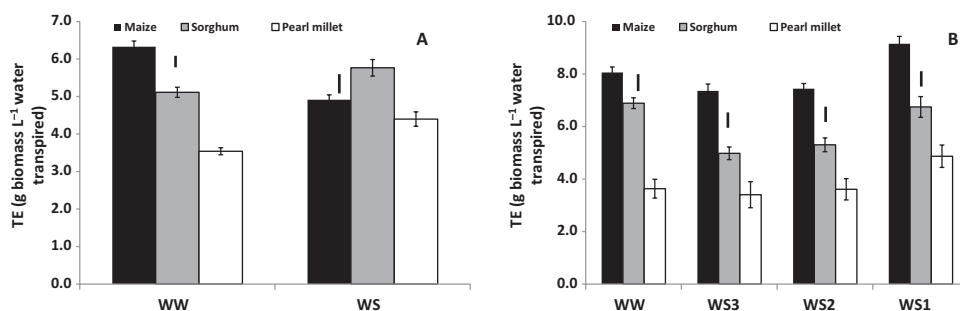 7.0
6.0
5.0
4.0
3.0
2.0
1.0
0.0
TE (g biomass L⁻¹ water
transpired)
Maize
Sorghum
Pearl millet
A
WW
WS
10.0
8.0
6.0
4.0
2.0
0.0
TE (g biomass L⁻¹ water
transpired)
Maize
Sorghum
Pearl millet
B
WW
WS3
WS2
WS1